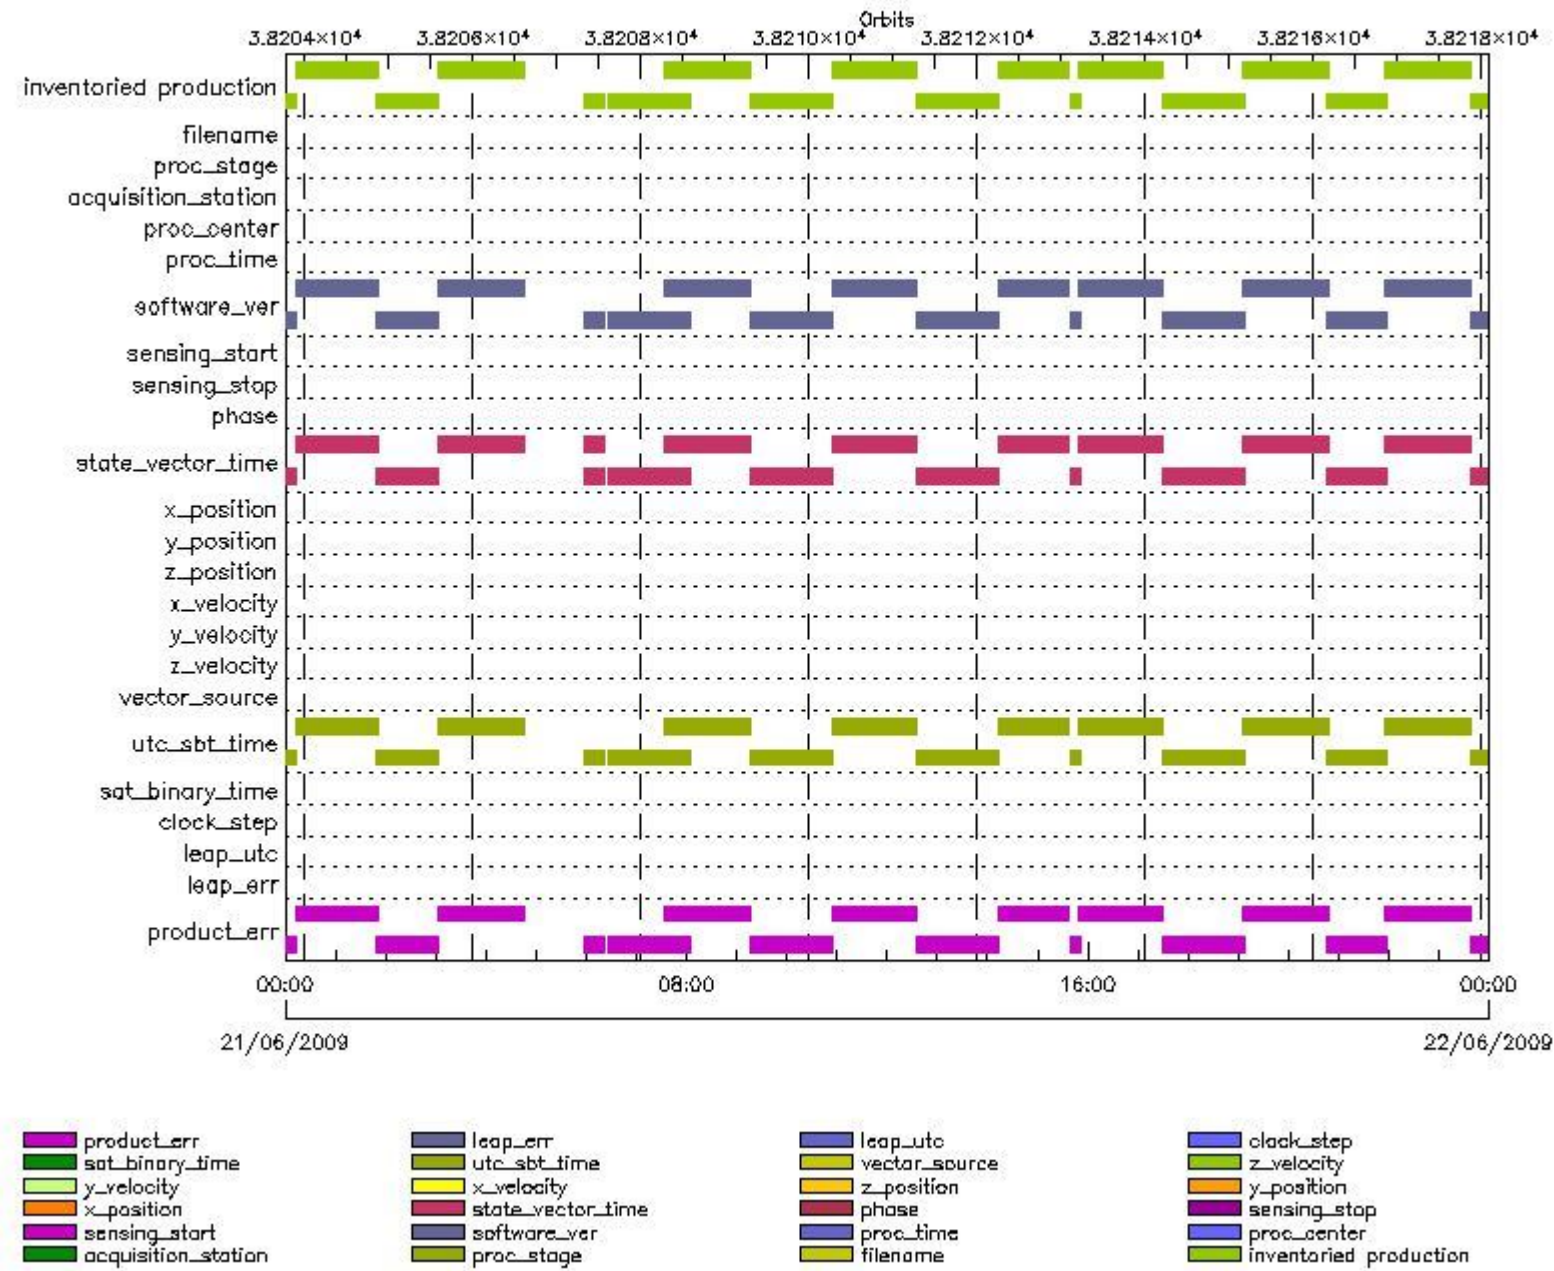 Orbits
3.8204×10⁴ 3.8206×10⁴ 3.8208×10⁴ 3.8210×10⁴ 3.8212×10⁴ 3.8214×10⁴ 3.8216×10⁴ 3.8218×10⁴
inventoried production
filename
proc_stage
acquisition_station
proc_center
proc_time
software_ver
sensing_start
sensing_stop
phase
state_vector_time
x_position
y_position
z_position
x_velocity
y_velocity
z_velocity
vector_source
utc_sbt_time
sat_binary_time
clock_step
leap_utc
leap_err
product_err
00:00 08:00 16:00 00:00
21/06/2009 22/06/2009
product_err leap_err leap_utc clock_step
sat_binary_time utc_sbt_time vector_source z_velocity
y_velocity x_velocity z_position y_position
x_position state_vector_time phase sensing_stop
sensing_start software_ver proc_time proc_center
acquisition_station proc_stage filename inventoried production